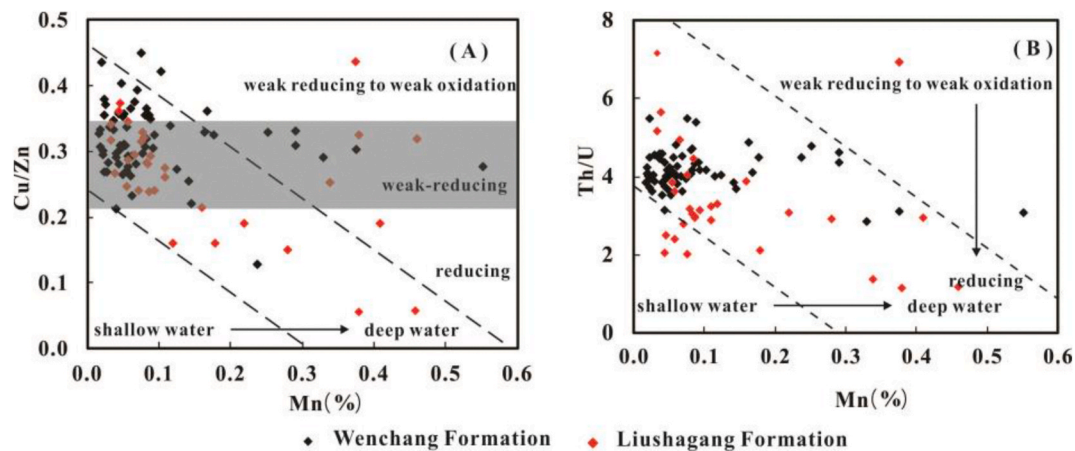 0.5
0.4
0.3
0.2
0.1
0.0
Cu/Zn
(A)
weak reducing to weak oxidation
weak-reducing
reducing
shallow water
deep water
0.0 0.1 0.2 0.3 0.4 0.5 0.6
Mn(%)
8
6
4
2
0
Th/U
(B)
weak reducing to weak oxidation
reducing
shallow water
deep water
0.0 0.1 0.2 0.3 0.4 0.5 0.6
Mn(%)
Wenchang Formation
Liushagang Formation